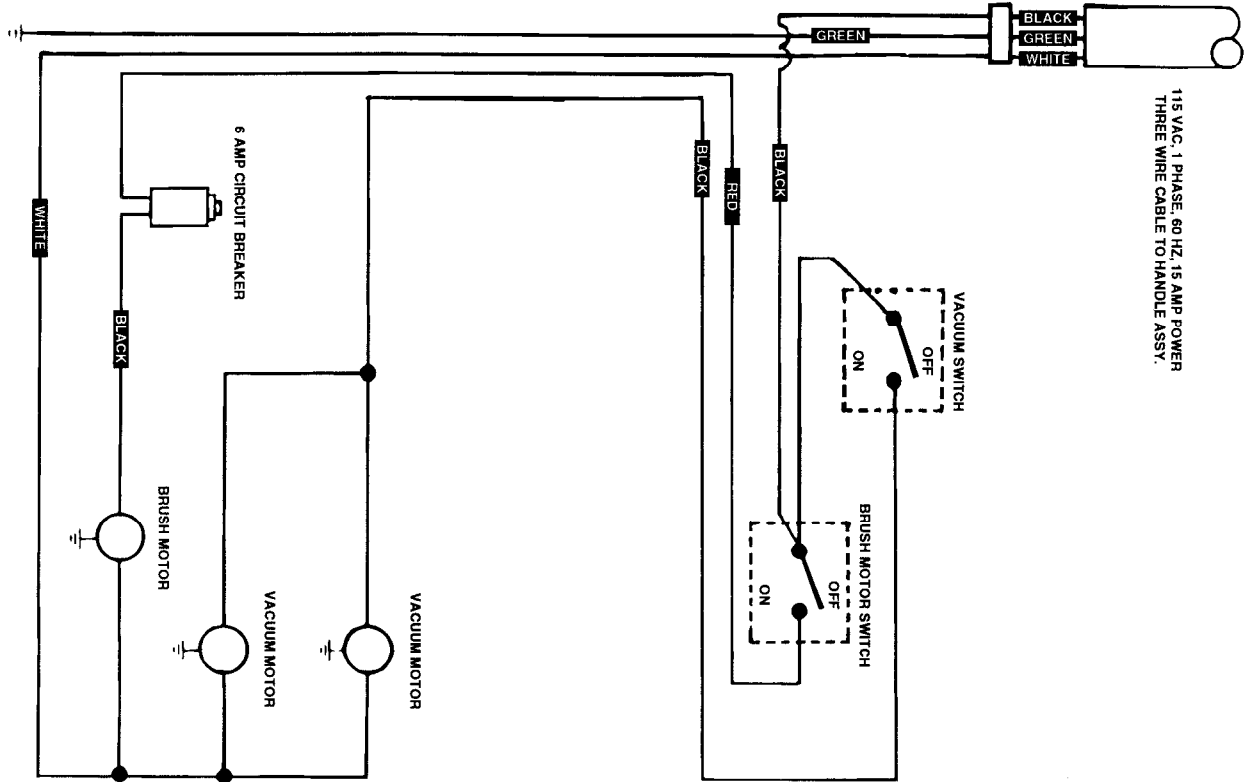 BLACK
GREEN
GREEN
WHITE
115 VAC, 1 PHASE, 60 HZ, 15 AMP POWER
THREE WIRE CABLE TO HANDLE ASSY.
BLACK
RED
BLACK
WHITE
6 AMP CIRCUIT BREAKER
BLACK
VACUUM SWITCH
OFF
ON
BRUSH MOTOR SWITCH
OFF
ON
BRUSH MOTOR
VACUUM MOTOR
VACUUM MOTOR